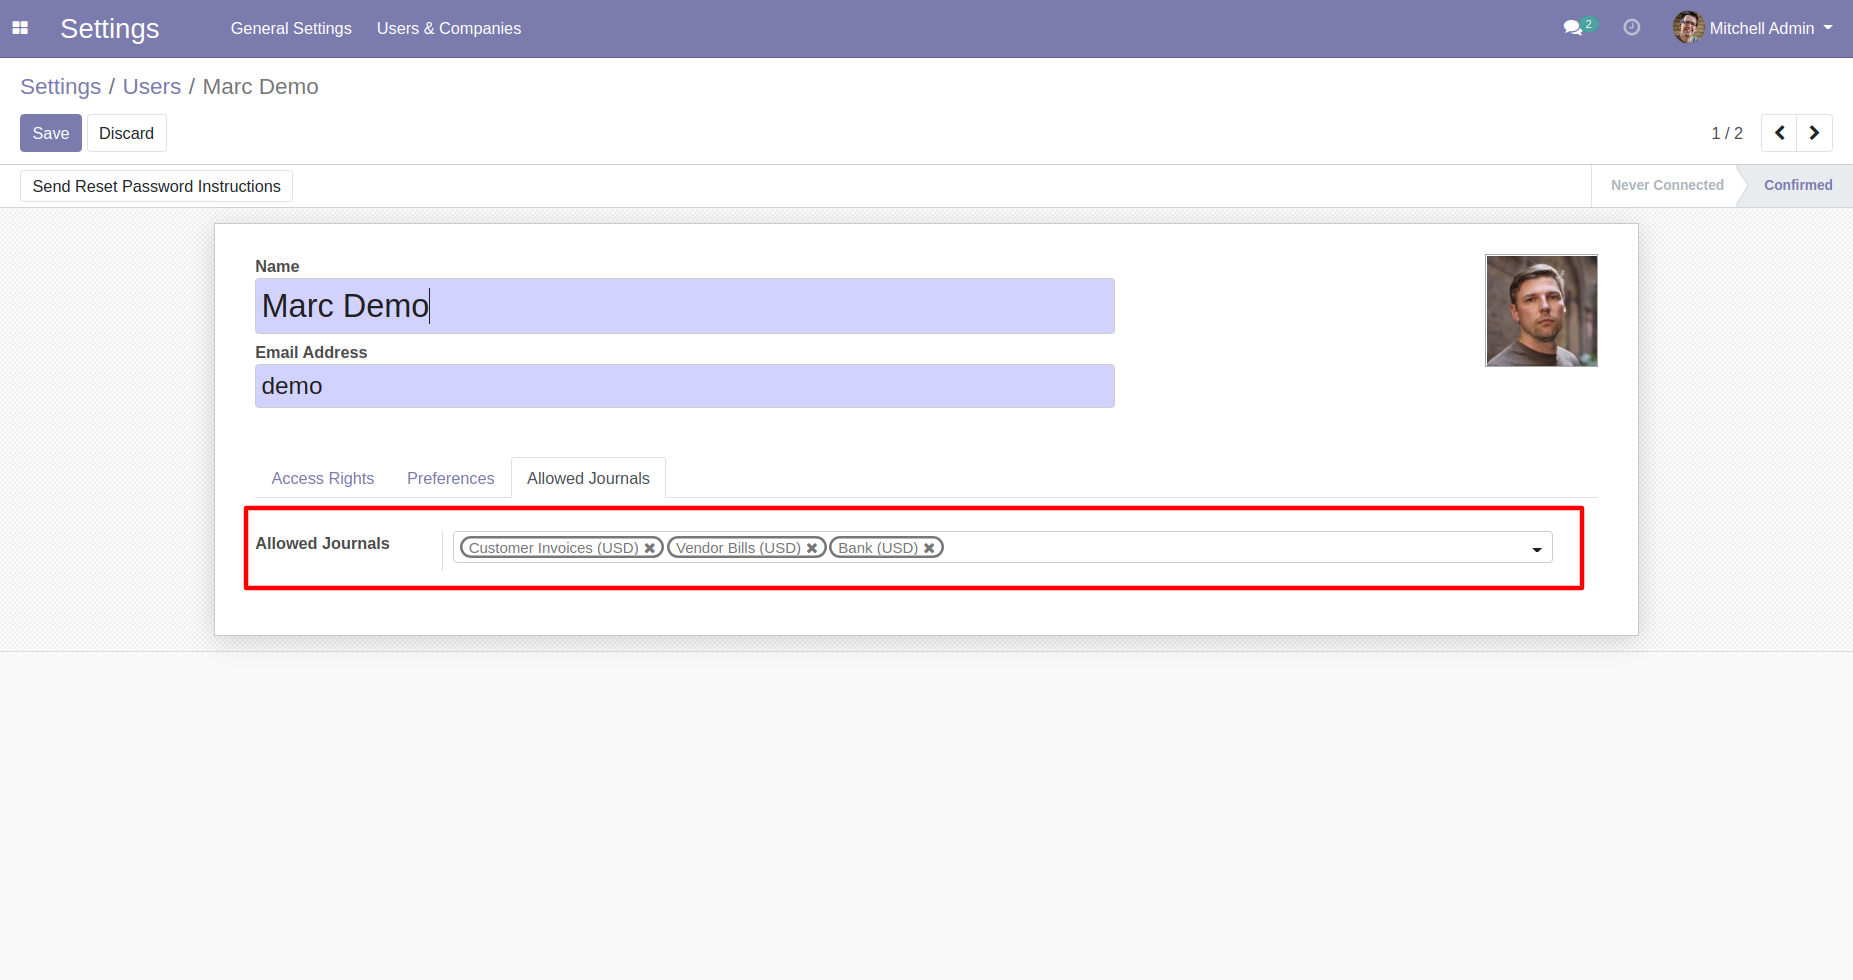 Settings General Settings Users & Companies 2 Mitchell Admin
Settings / Users / Marc Demo
Save Discard 1 / 2
Send Reset Password Instructions Never Connected Confirmed
Name
Marc Demo
Email Address
demo
Access Rights Preferences Allowed Journals
Allowed Journals Customer Invoices (USD) Vendor Bills (USD) Bank (USD)